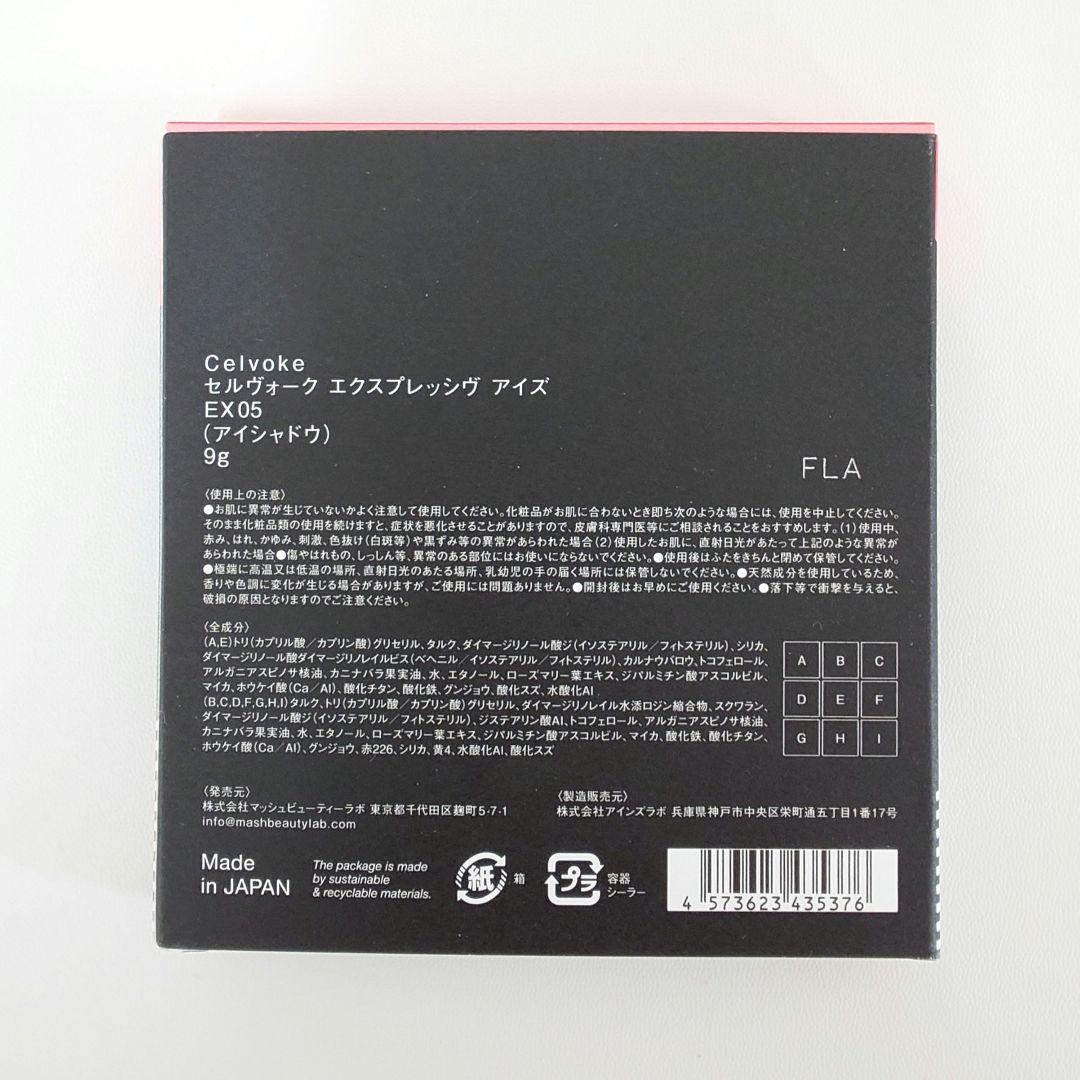 Celvoke
セルヴォーク エクスプレッシヴ アイズ
EX05
(アイシャドウ)
9g
FLA
〈使用上の注意〉
●お肌に異常が生じていないかよく注意して使用してください。化粧品がお肌に合わないとき即ち次のような場合には、使用を中止してください。
そのまま化粧品類の使用を続けますと、症状を悪化させることがありますので、皮膚科専門医等にご相談されることをおすすめします。(1)使用中、
赤み、はれ、かゆみ、刺激、色抜け(白斑等)や黒ずみ等の異常があらわれた場合(2)使用したお肌に、直射日光があたって上記のような異常が
あらわれた場合●傷やはれもの、しっしん等、異常のある部位にはお使いにならないでください。●使用後はふたをきちんと閉めて保管してください。
●極端に高温又は低温の場所、直射日光のあたる場所、乳幼児の手の届く場所には保管しないでください。●天然成分を使用しているため、
香りや色調に変化が生じる場合がありますが、ご使用には問題ありません。●開封後はお早めにご使用ください。●落下等で衝撃を与えると、
破損の原因となりますのでご注意ください。
〈全成分〉
(A,E)トリ(カプリル酸/カプリン酸)グリセリル、タルク、ダイマージリノール酸ジ(イソステアリル/フィトステリル)、シリカ、
ダイマージリノール酸ダイマージリノレイルビス(ベヘニル/イソステアリル/フィトステリル)、カルナウバロウ、トコフェロール、
アルガニアスピノサ核油、カニナバラ果実油、水、エタノール、ローズマリー葉エキス、ジパルミチン酸アスコルビル、
マイカ、ホウケイ酸(Ca/Al)、酸化チタン、酸化鉄、グンジョウ、酸化スズ、水酸化Al
(B,C,D,F,G,H,I)タルク、トリ(カプリル酸/カプリン酸)グリセリル、ダイマージリノレイル水添ロジン縮合物、スクワラン、
ダイマージリノール酸ジ(イソステアリル/フィトステリル)、ジステアリン酸Al、トコフェロール、アルガニアスピノサ核油、
カニナバラ果実油、水、エタノール、ローズマリー葉エキス、ジパルミチン酸アスコルビル、マイカ、酸化鉄、酸化チタン、
ホウケイ酸(Ca/Al)、グンジョウ、赤226、シリカ、黄4、水酸化Al、酸化スズ
A B C
D E F
G H I
〈発売元〉
株式会社マッシュビューティーラボ 東京都千代田区麹町5-7-1
info@mashbeautylab.com
〈製造販売元〉
株式会社アインズラボ 兵庫県神戸市中央区栄町通五丁目1番17号
Made
in JAPAN
The package is made
by sustainable
& recyclable materials.
紙 箱
プラ 容器
シーラー
4 573623 435376